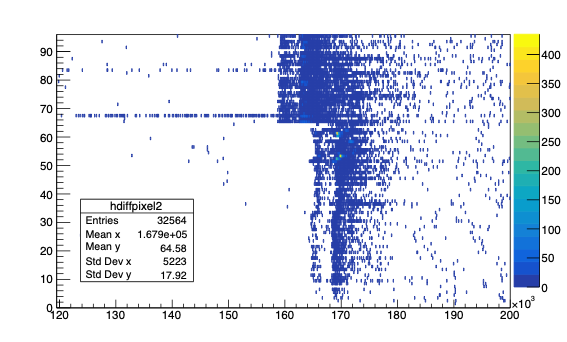 90
80
70
60
50
40
30
20
10
0
hdiffpixel2
Entries 32564
Mean x 1.679e+05
Mean y 64.58
Std Dev x 5223
Std Dev y 17.92
120 130 140 150 160 170 180 190 200
×10³
400
350
300
250
200
150
100
50
0